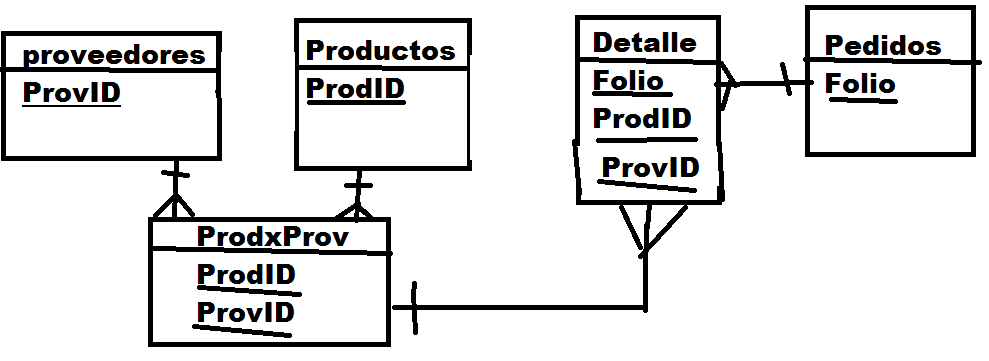 proveedores
ProvID
Productos
ProdID
Detalle
Folio
ProdID
ProvID
Pedidos
Folio
ProdxProv
ProdID
ProvID